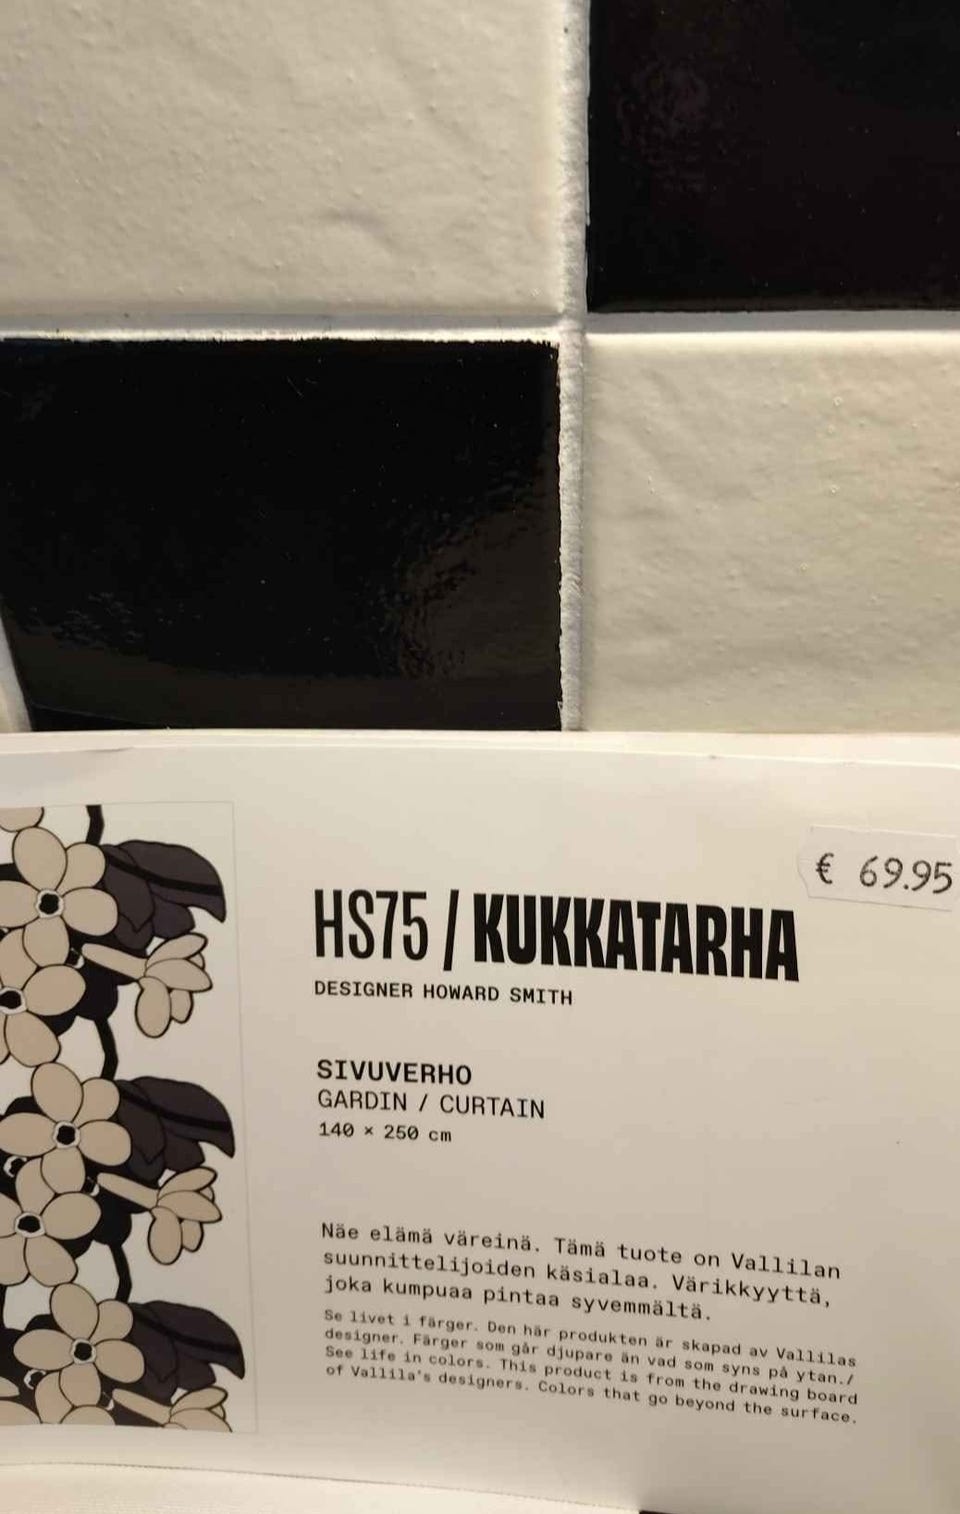 € 69.95
HS75 / KUKKATARHA
DESIGNER HOWARD SMITH
SIVUVERHO
GARDIN / CURTAIN
140 × 250 cm
Näe elämä väreinä. Tämä tuote on Vallilan
suunnittelijoiden käsialaa. Värikkyyttä,
joka kumpuaa pintaa syvemmältä.
Se livet i färger. Den här produkten är skapad av Vallilas
designer. Färger som går djupare än vad som syns på ytan./
See life in colors. This product is from the drawing board
of Vallila's designers. Colors that go beyond the surface.